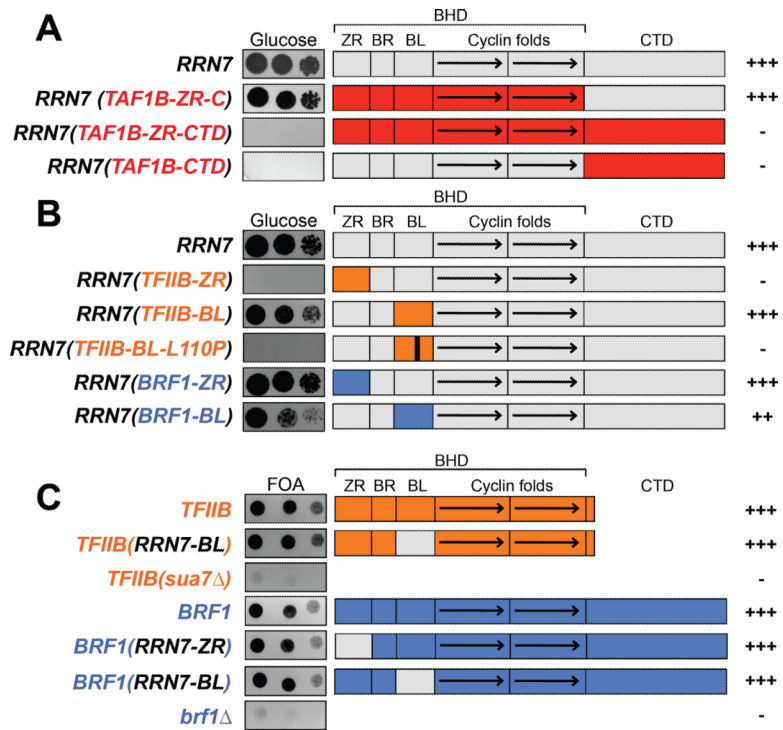 A
BHD
Glucose ZR BR BL Cyclin folds CTD
RRN7 +++
RRN7 (TAF1B-ZR-C) +++
RRN7(TAF1B-ZR-CTD) -
RRN7(TAF1B-CTD) -
B
BHD
Glucose ZR BR BL Cyclin folds CTD
RRN7 +++
RRN7(TFIIB-ZR) -
RRN7(TFIIB-BL) +++
RRN7(TFIIB-BL-L110P) -
RRN7(BRF1-ZR) +++
RRN7(BRF1-BL) ++
C
BHD
FOA ZR BR BL Cyclin folds CTD
TFIIB +++
TFIIB(RRN7-BL) +++
TFIIB(sua7Δ) -
BRF1 +++
BRF1(RRN7-ZR) +++
BRF1(RRN7-BL) +++
brf1Δ -